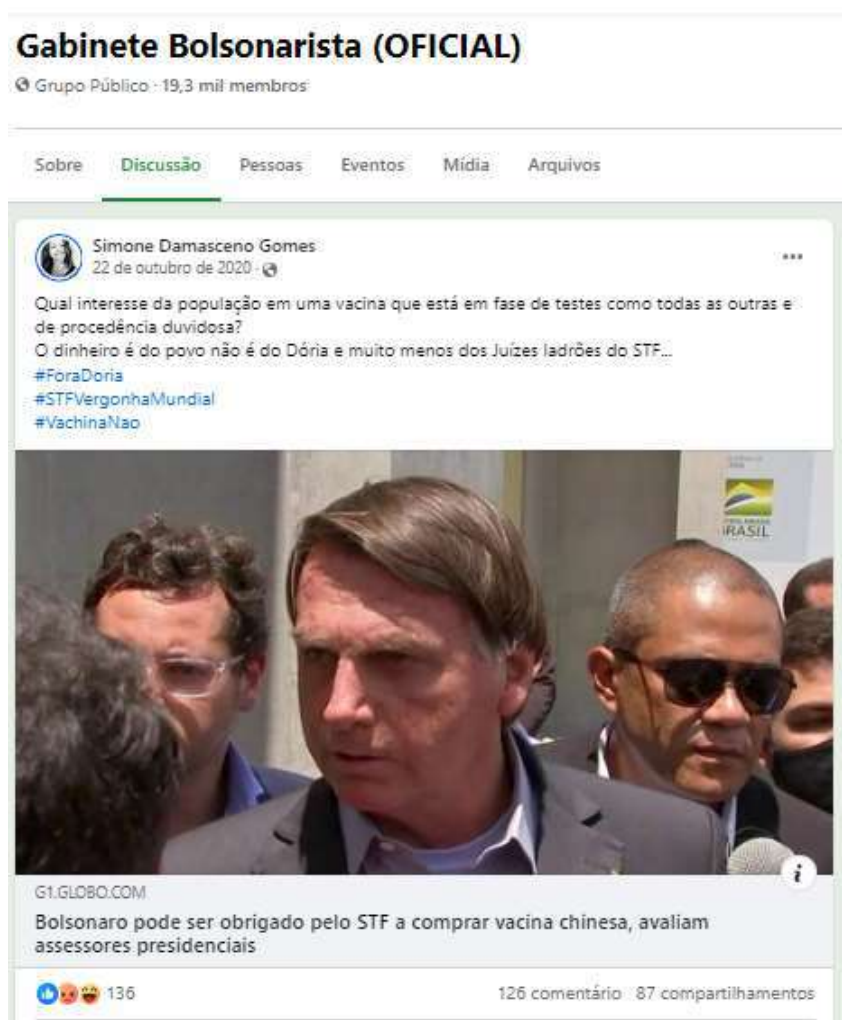 Gabinete Bolsonarista (OFICIAL)
Grupo Público · 19,3 mil membros
Sobre Discussão Pessoas Eventos Mídia Arquivos
Simone Damasceno Gomes
22 de outubro de 2020 ·
Qual interesse da população em uma vacina que está em fase de testes como todas as outras e
de procedência duvidosa?
O dinheiro é do povo não é do Dória e muito menos dos Juízes ladrões do STF...
#ForaDoria
#STFVergonhaMundial
#VachinaNao
BRASIL
G1.GLOBO.COM
Bolsonaro pode ser obrigado pelo STF a comprar vacina chinesa, avaliam
assessores presidenciais
136 126 comentário 87 compartilhamentos